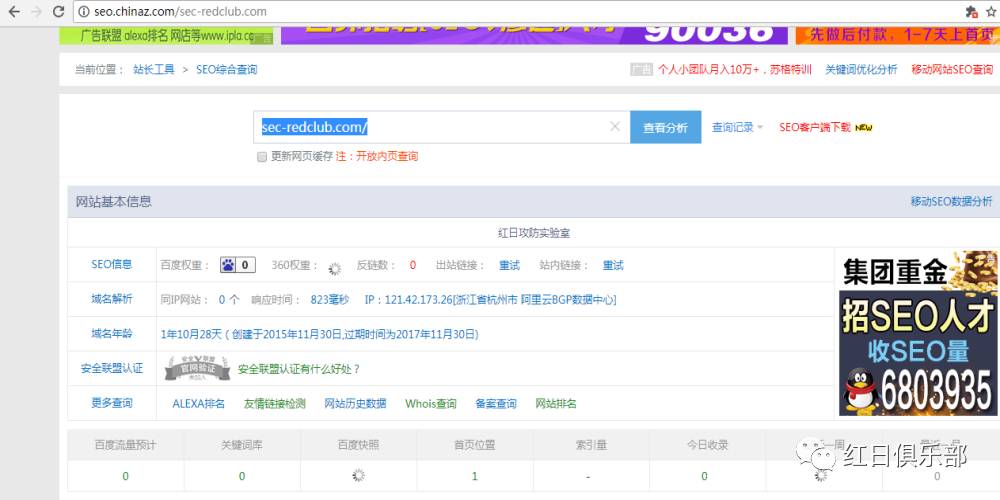 seo.chinaz.com/sec-redclub.com
广告联盟 alexa排名 网店等www.ipla.cc
90036
先做后付款，1-7天上首页
当前位置： 站长工具 > SEO综合查询
广告 个人小团队月入10万+，苏格特训 关键词优化分析 移动网站SEO查询
sec-redclub.com/ × 查看分析 查询记录 SEO客户端下载 NEW
更新网页缓存 注：开放内页查询
网站基本信息 移动SEO数据分析
红日攻防实验室
SEO信息 百度权重： 0 360权重： 反链数： 0 出站链接： 重试 站内链接： 重试
域名解析 同IP网站： 0 个 响应时间： 823毫秒 IP：121.42.173.26[浙江省杭州市 阿里云BGP数据中心]
域名年龄 1年10月28天（创建于2015年11月30日,过期时间为2017年11月30日)
安全联盟认证 安全联盟 官网验证 未加入 安全联盟认证有什么好处？
更多查询 ALEXA排名 友情链接检测 网站历史数据 Whois查询 备案查询 网站排名
集团重金
招SEO人才
收SEO量
6803935
百度流量预计 关键词库 百度快照 首页位置 索引量 今日收录 一周
0 0 1 - 0 0
红日俱乐部